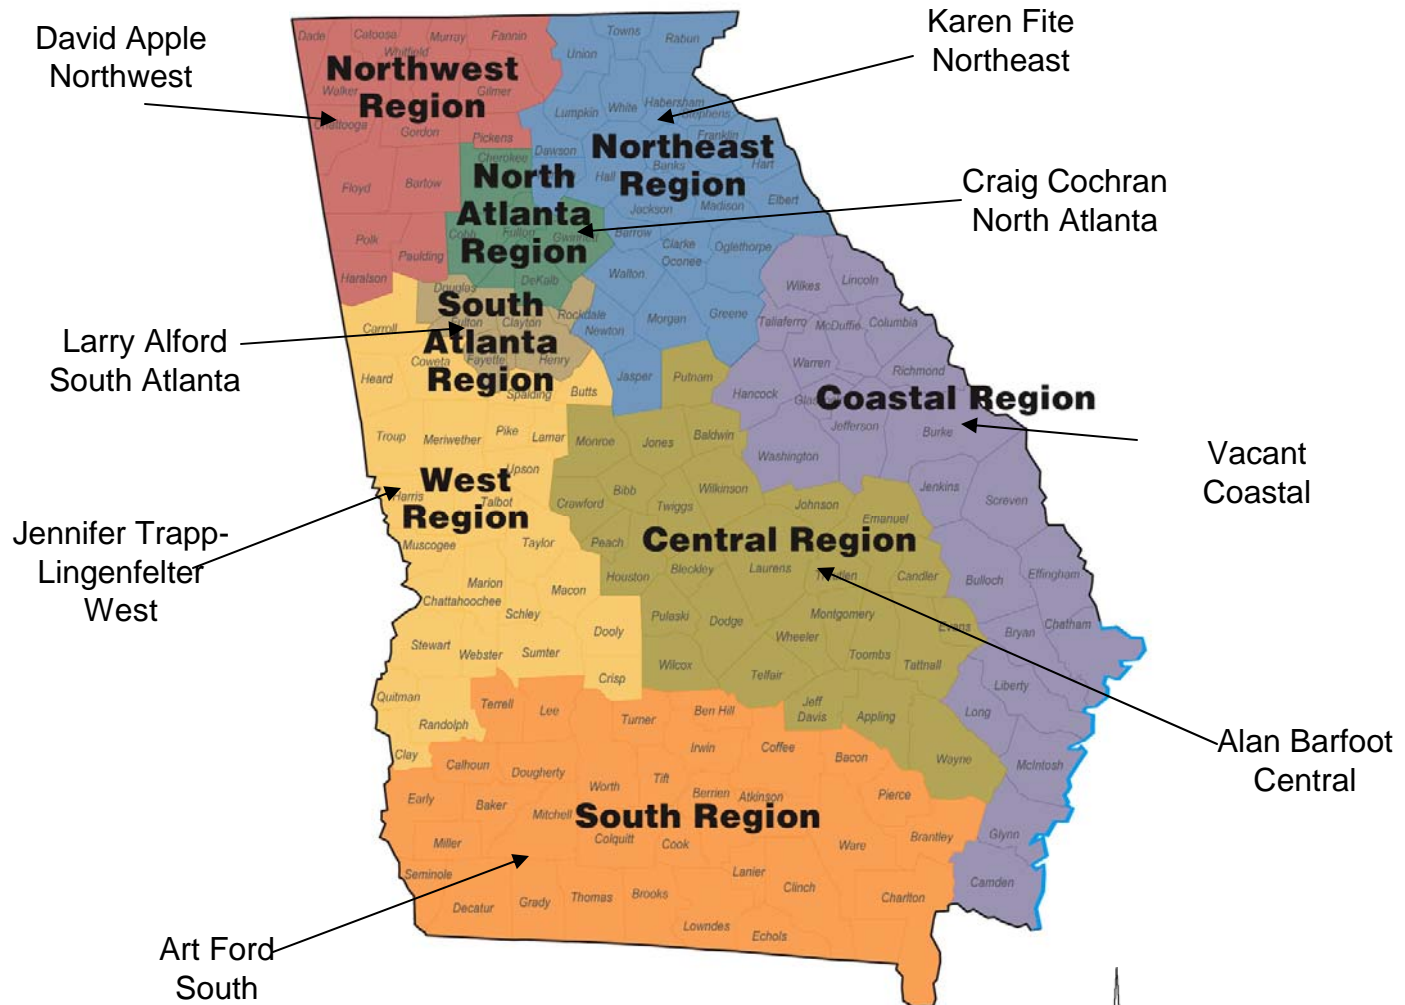 David Apple
Northwest
Karen Fite
Northeast
Craig Cochran
North Atlanta
Larry Alford
South Atlanta
Vacant
Coastal
Jennifer Trapp-
Lingenfelter
West
Alan Barfoot
Central
Art Ford
South
Northwest
Region
Northeast
Region
North
Atlanta
Region
South
Atlanta
Region
Coastal Region
West
Region
Central Region
South Region
Dade
Catoosa
Whitfield
Murray
Fannin
Walker
Gilmer
Chattooga
Gordon
Pickens
Floyd
Bartow
Polk
Paulding
Haralson
Towns
Rabun
Union
Lumpkin
White
Habersham
Stephens
Franklin
Dawson
Banks
Hart
Hall
Jackson
Madison
Elbert
Barrow
Clarke
Oconee
Oglethorpe
Walton
Morgan
Greene
Newton
Jasper
Cherokee
Cobb
Fulton
Gwinnett
DeKalb
Douglas
Fulton
Clayton
Rockdale
Fayette
Henry
Carroll
Coweta
Heard
Spalding
Butts
Troup
Meriwether
Pike
Lamar
Upson
Harris
Talbot
Muscogee
Taylor
Marion
Chattahoochee
Macon
Schley
Dooly
Stewart
Webster
Sumter
Crisp
Quitman
Randolph
Clay
Putnam
Monroe
Jones
Baldwin
Bibb
Wilkinson
Crawford
Twiggs
Johnson
Emanuel
Peach
Houston
Bleckley
Laurens
Treutlen
Candler
Pulaski
Dodge
Montgomery
Wheeler
Evans
Toombs
Tattnall
Wilcox
Telfair
Jeff
Davis
Appling
Wayne
Wilkes
Lincoln
Taliaferro
McDuffie
Columbia
Warren
Richmond
Hancock
Jefferson
Burke
Washington
Jenkins
Screven
Bulloch
Effingham
Bryan
Chatham
Liberty
Long
McIntosh
Glynn
Camden
Terrell
Lee
Turner
Ben Hill
Irwin
Coffee
Bacon
Calhoun
Dougherty
Worth
Tift
Berrien
Atkinson
Pierce
Early
Baker
Mitchell
Colquitt
Cook
Ware
Brantley
Miller
Seminole
Lanier
Clinch
Charlton
Decatur
Grady
Thomas
Brooks
Lowndes
Echols